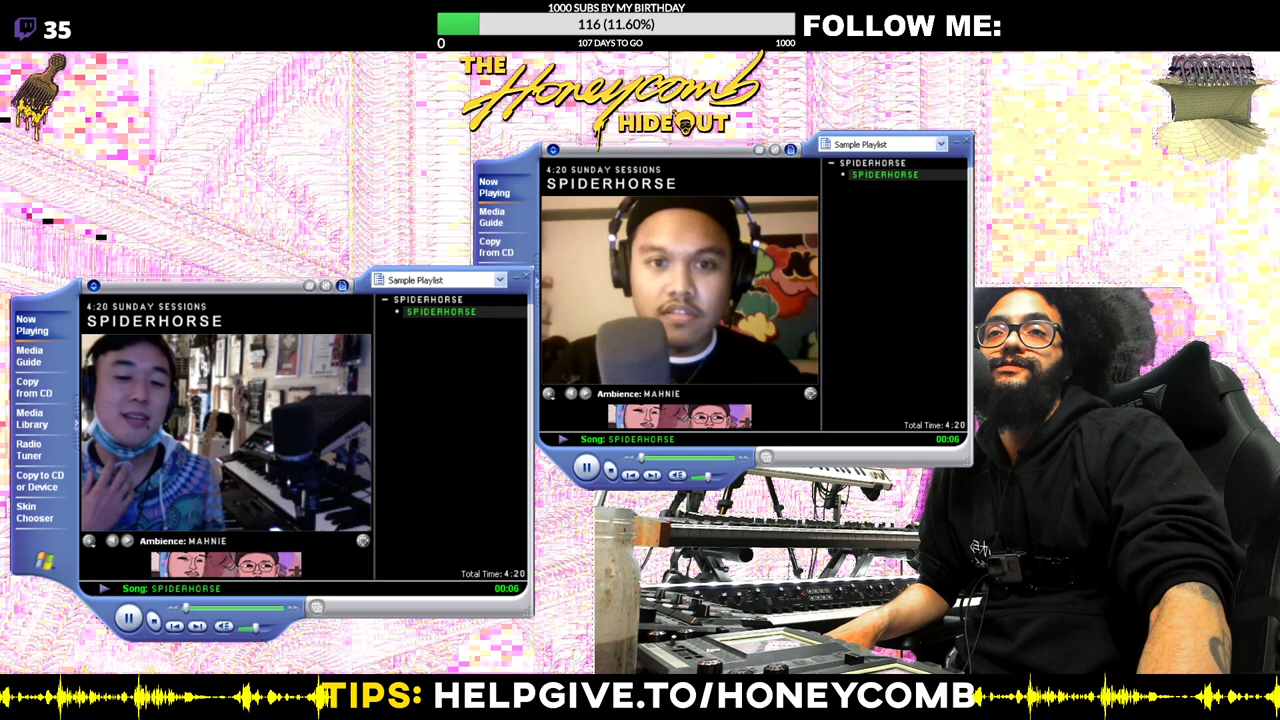 35
1000 SUBS BY MY BIRTHDAY
116 (11.60%)
0
107 DAYS TO GO
1000
FOLLOW ME:
THE
Honeycomb
HIDEOUT
Sample Playlist
4:20 SUNDAY SESSIONS
SPIDERHORSE
Now
Playing
Media
Guide
Copy
from CD
SPIDERHORSE
SPIDERHORSE
Ambience: MAHNIE
Total Time: 4:20
Song: SPIDERHORSE
00:06
Sample Playlist
4:20 SUNDAY SESSIONS
SPIDERHORSE
Now
Playing
Media
Guide
Copy
from CD
Media
Library
Radio
Tuner
Copy to CD
or Device
Skin
Chooser
SPIDERHORSE
SPIDERHORSE
Ambience: MAHNIE
Total Time: 4:20
Song: SPIDERHORSE
00:06
TIPS: HELPGIVE.TO/HONEYCOMB